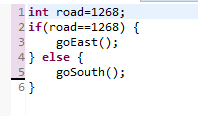 1 int road=1268;
2 if(road==1268) {
3     goEast();
4 } else {
5     goSouth();
6 }